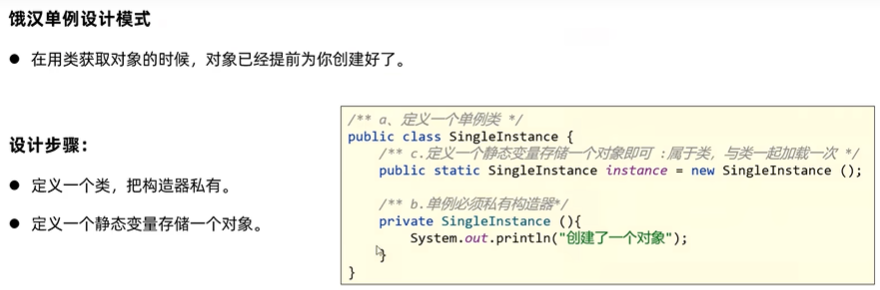 饿汉单例设计模式
● 在用类获取对象的时候，对象已经提前为你创建好了。
设计步骤：
● 定义一个类，把构造器私有。
● 定义一个静态变量存储一个对象。
/** a、定义一个单例类 */
public class SingleInstance {
/** c.定义一个静态变量存储一个对象即可 ：属于类，与类一起加载一次 */
public static SingleInstance instance = new SingleInstance ();
/** b.单例必须私有构造器*/
private SingleInstance (){
System.out.println("创建了一个对象");
}
}